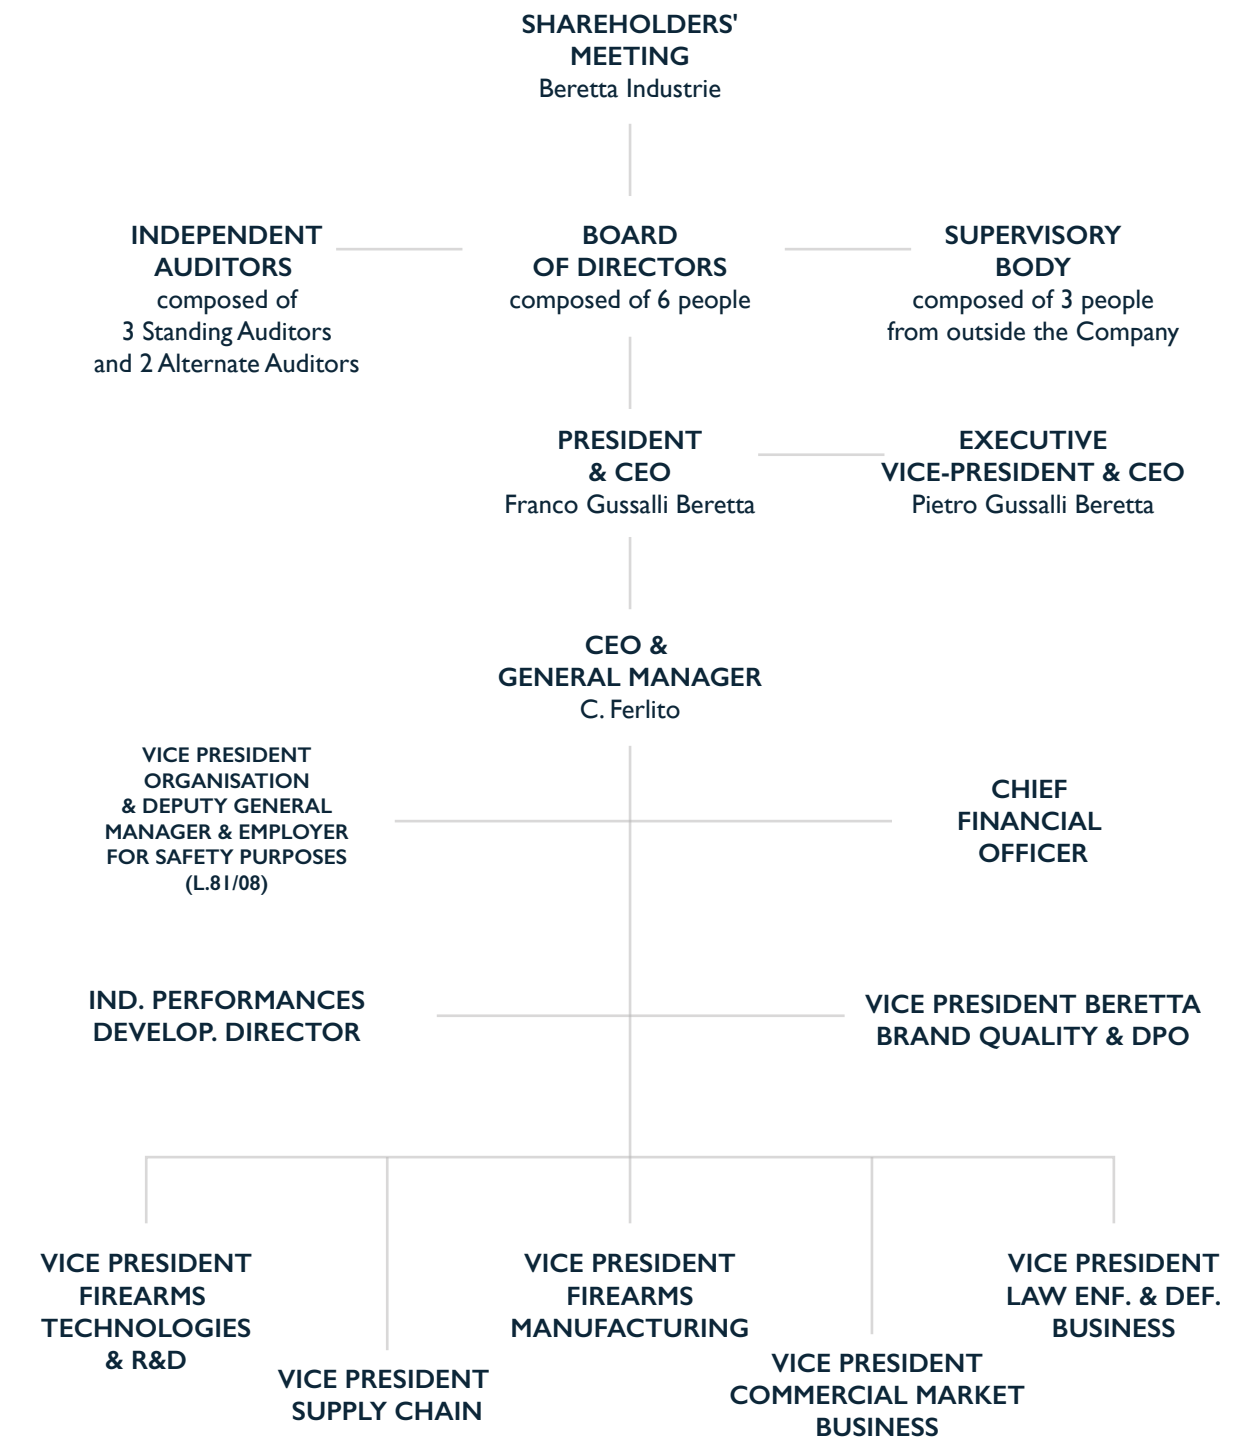 SHAREHOLDERS'
MEETING
Beretta Industrie
INDEPENDENT
AUDITORS
composed of
3 Standing Auditors
and 2 Alternate Auditors
BOARD
OF DIRECTORS
composed of 6 people
SUPERVISORY
BODY
composed of 3 people
from outside the Company
PRESIDENT
& CEO
Franco Gussalli Beretta
EXECUTIVE
VICE-PRESIDENT & CEO
Pietro Gussalli Beretta
CEO &
GENERAL MANAGER
C. Ferlito
VICE PRESIDENT
ORGANISATION
& DEPUTY GENERAL
MANAGER & EMPLOYER
FOR SAFETY PURPOSES
(L.81/08)
CHIEF
FINANCIAL
OFFICER
IND. PERFORMANCES
DEVELOP. DIRECTOR
VICE PRESIDENT BERETTA
BRAND QUALITY & DPO
VICE PRESIDENT
FIREARMS
TECHNOLOGIES
& R&D
VICE PRESIDENT
SUPPLY CHAIN
VICE PRESIDENT
FIREARMS
MANUFACTURING
VICE PRESIDENT
COMMERCIAL MARKET
BUSINESS
VICE PRESIDENT
LAW ENF. & DEF.
BUSINESS